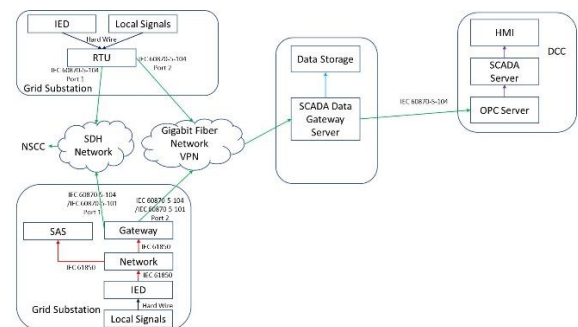 IED
Local Signals
Hard Wire
RTU
IEC 60870-5-104
Port 1
IEC 60870-5-104
Port 2
Grid Substation
NSCC
SDH
Network
Gigabit Fiber
Network
VPN
Data Storage
SCADA Data
Gateway
Server
IEC 60870-5-104
HMI
DCC
SCADA
Server
OPC Server
IEC 60870-5-104
/IEC 60870-5-101
Port 1
IEC 60870-5-104
/IEC 60870-5-101
Port 2
SAS
Gateway
IEC 61850
IEC 61850
Network
IEC 61850
IED
Hard Wire
Grid Substation
Local Signals